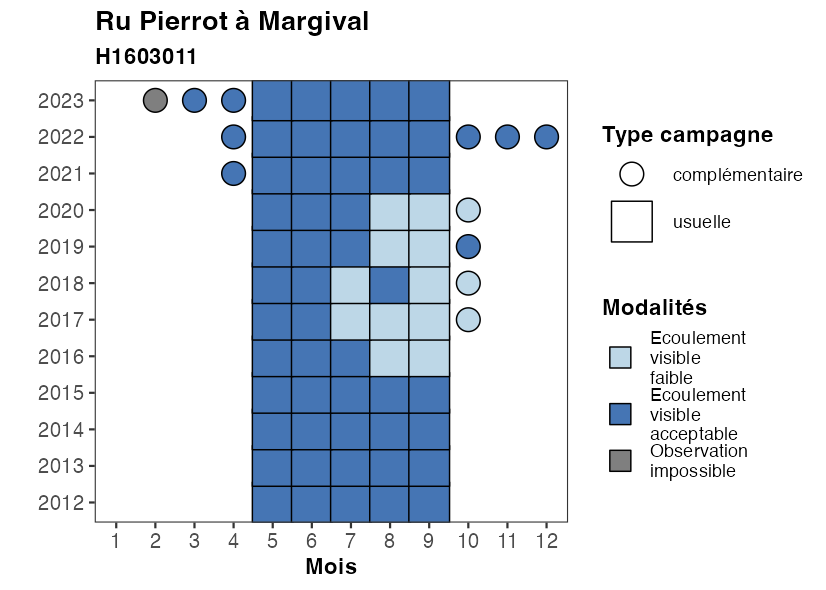 Ru Pierrot à Margival
H1603011
2023
2022
2021
2020
2019
2018
2017
2016
2015
2014
2013
2012
1 2 3 4 5 6 7 8 9 10 11 12
Mois
Type campagne
complémentaire
usuelle
Modalités
Ecoulement
visible
faible
Ecoulement
visible
acceptable
Observation
impossible